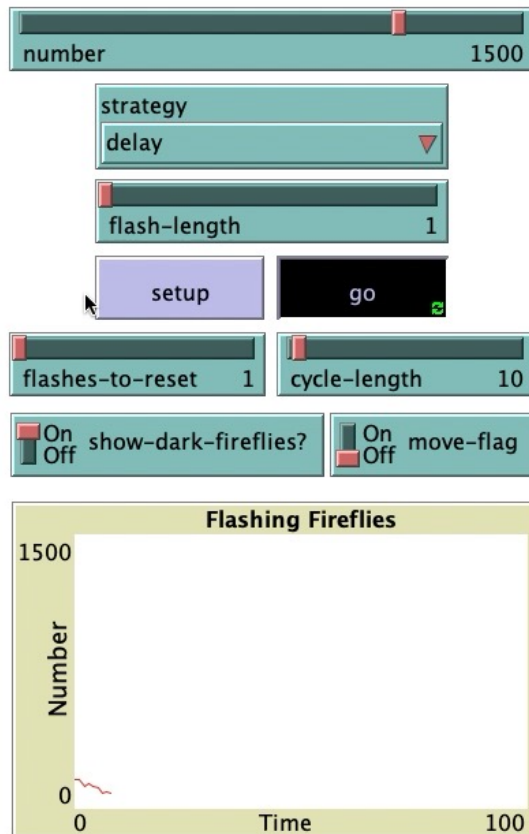 number 1500
strategy
delay
flash-length 1
setup go
flashes-to-reset 1 cycle-length 10
On On
Off show-dark-fireflies? Off move-flag
Flashing Fireflies
1500
Number
0
0 Time 100